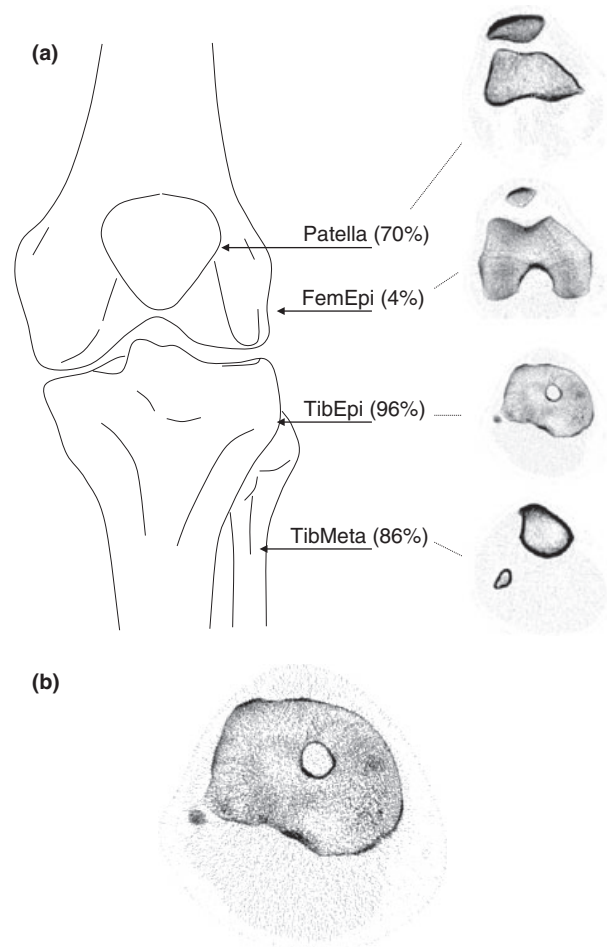 (a)
Patella (70%)
FemEpi (4%)
TibEpi (96%)
TibMeta (86%)
(b)